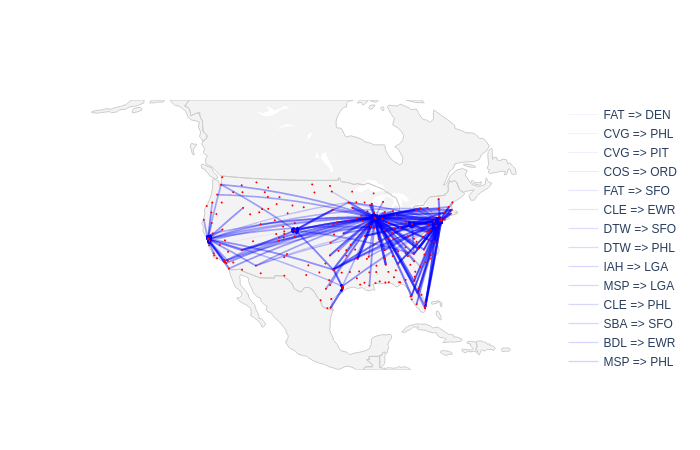 FAT => DEN
CVG => PHL
CVG => PIT
COS => ORD
FAT => SFO
CLE => EWR
DTW => SFO
DTW => PHL
IAH => LGA
MSP => LGA
CLE => PHL
SBA => SFO
BDL => EWR
MSP => PHL